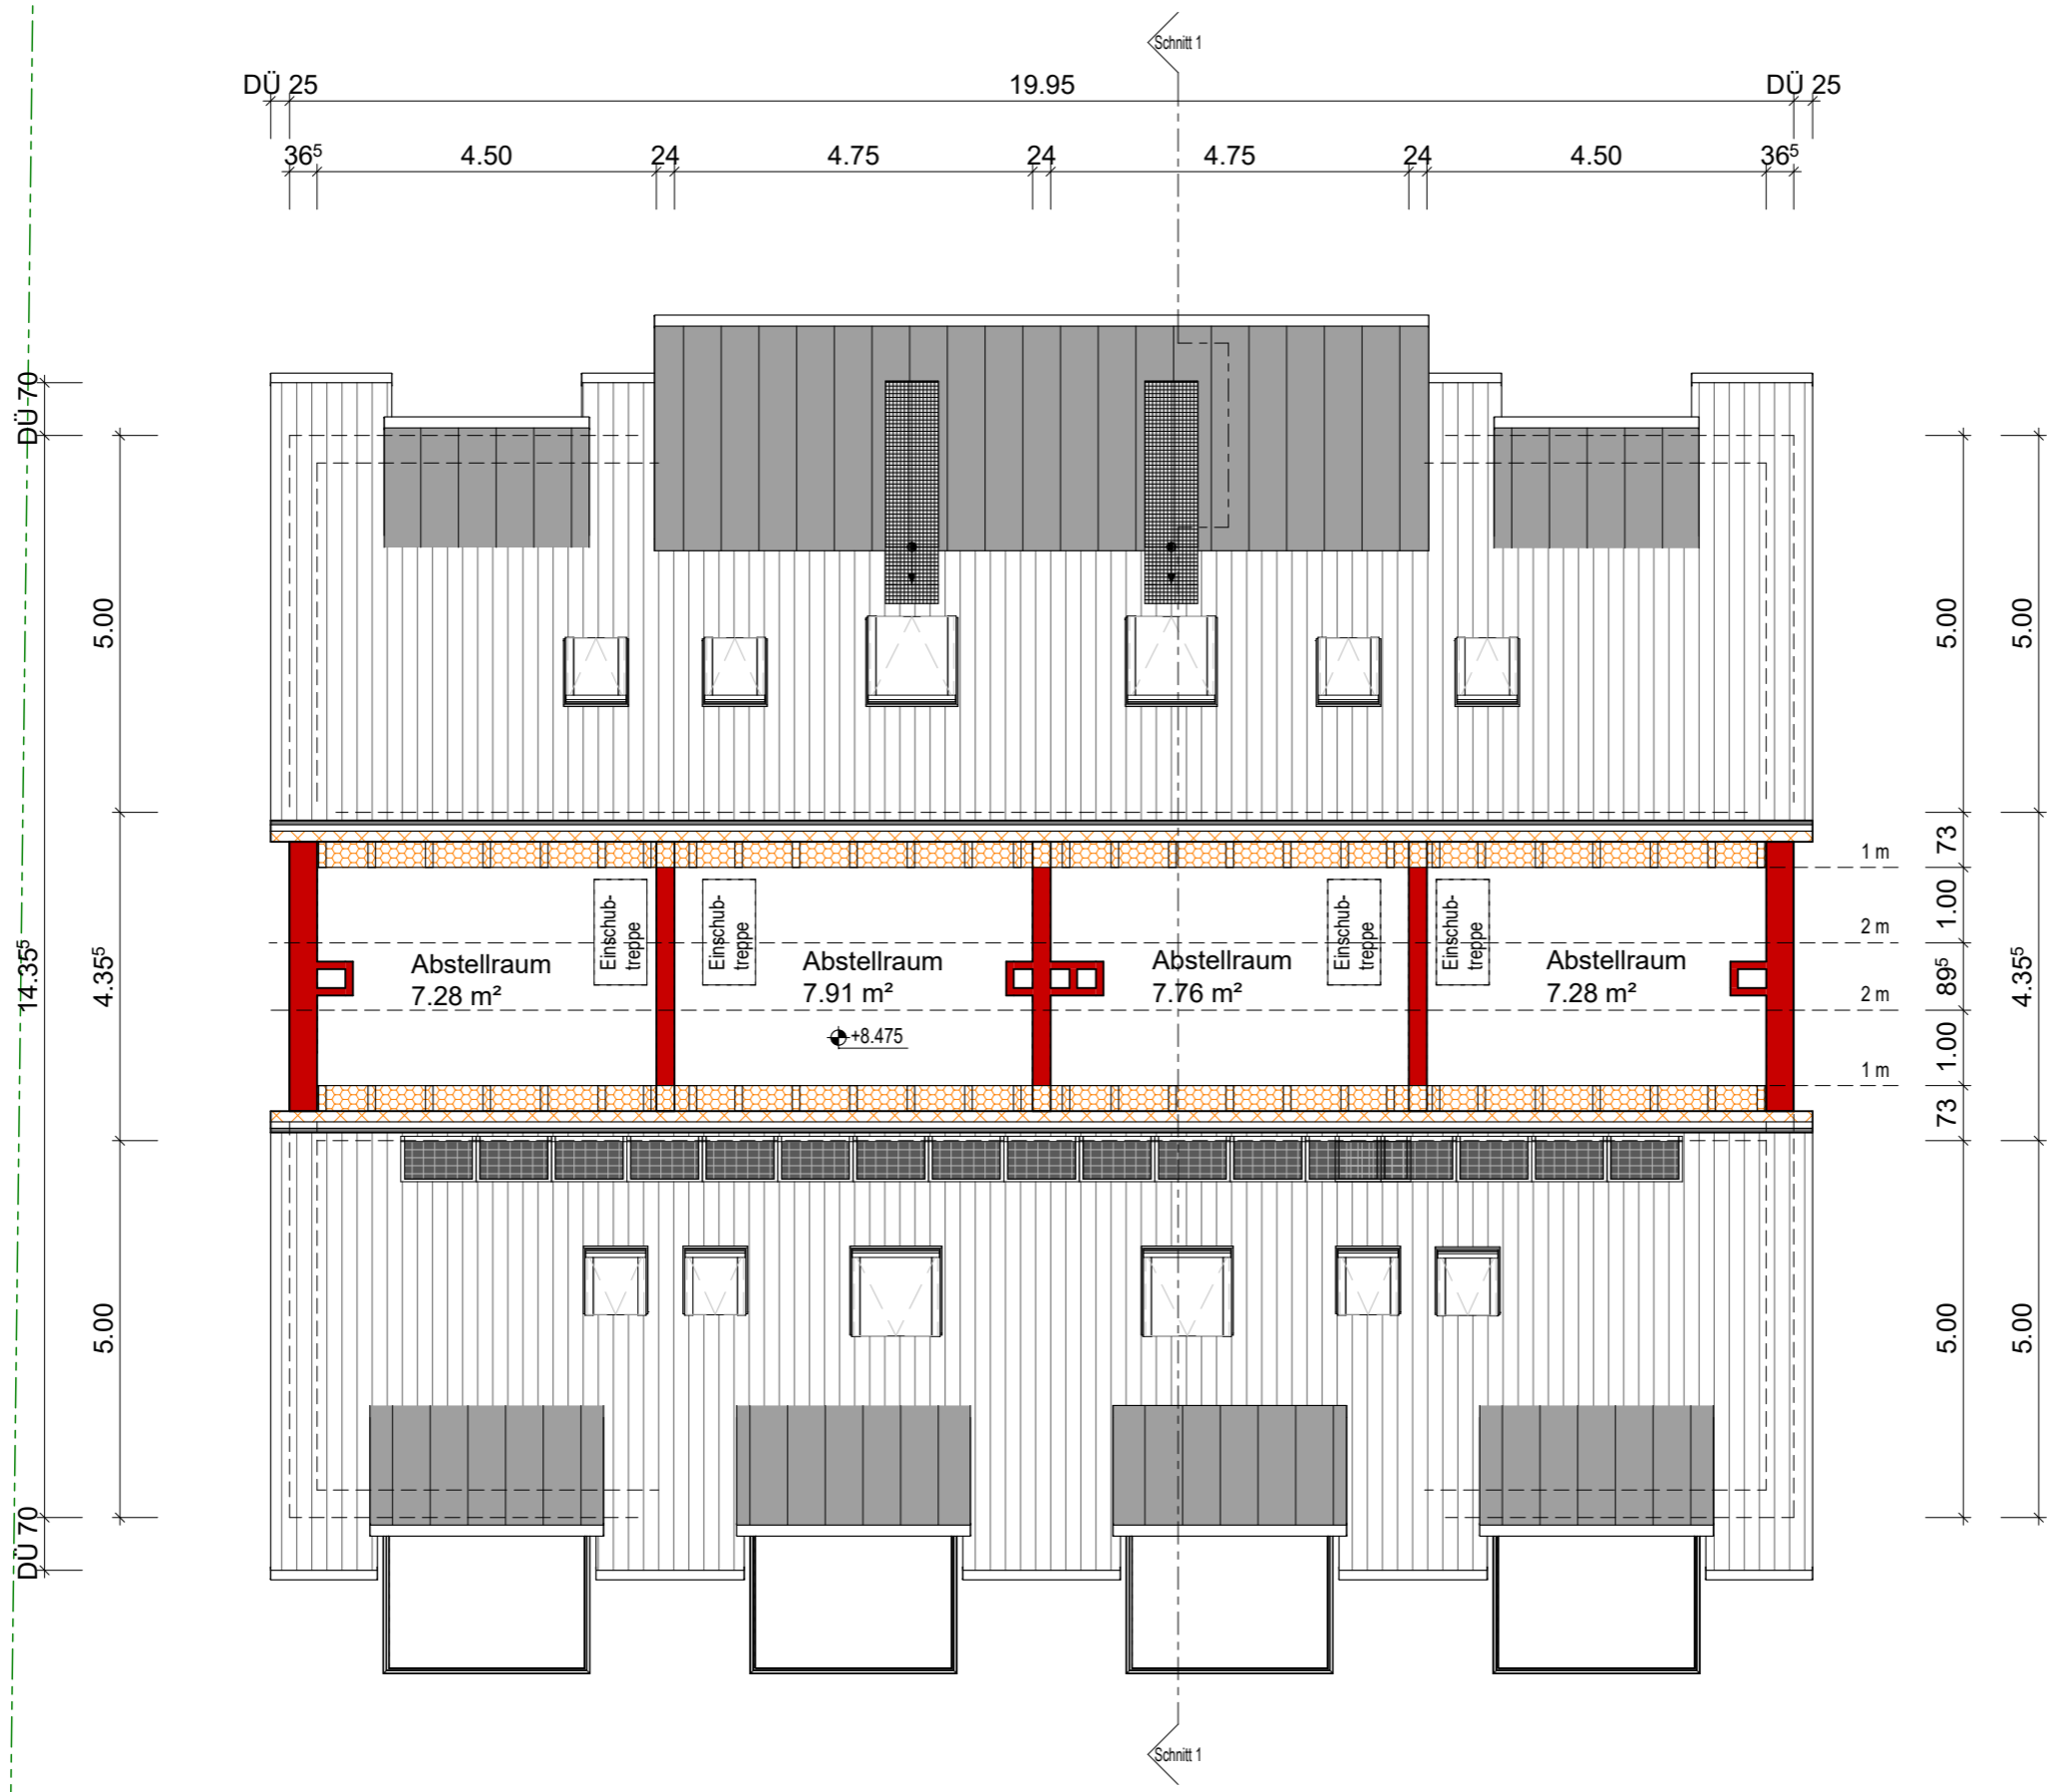 Schnitt 1
DÜ 25
19.95
DÜ 25
36⁵
4.50
24
4.75
24
4.75
24
4.50
36⁵
DÜ 70
5.00
14.35⁵
4.35⁵
5.00
DÜ 70
5.00
5.00
73
1 m
1.00
2 m
89⁵
4.35⁵
2 m
1.00
1 m
73
5.00
5.00
Einschub-
treppe
Einschub-
treppe
Einschub-
treppe
Einschub-
treppe
Abstellraum
7.28 m²
Abstellraum
7.91 m²
Abstellraum
7.76 m²
Abstellraum
7.28 m²
+8.475
Schnitt 1